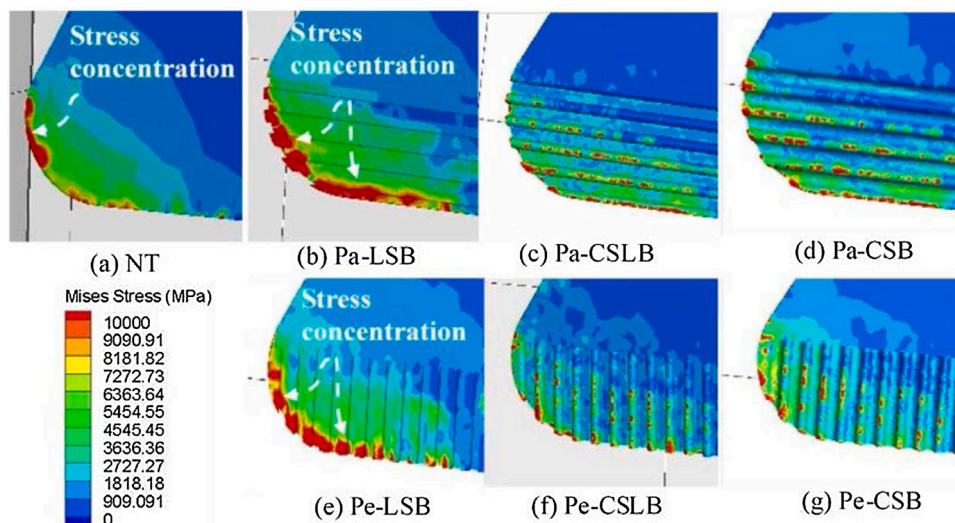 Stress
concentration
Stress
concentration
(a) NT
(b) Pa-LSB
(c) Pa-CSLB
(d) Pa-CSB
Mises Stress (MPa)
10000
9090.91
8181.82
7272.73
6363.64
5454.55
4545.45
3636.36
2727.27
1818.18
909.091
0
Stress
concentration
(e) Pe-LSB
(f) Pe-CSLB
(g) Pe-CSB